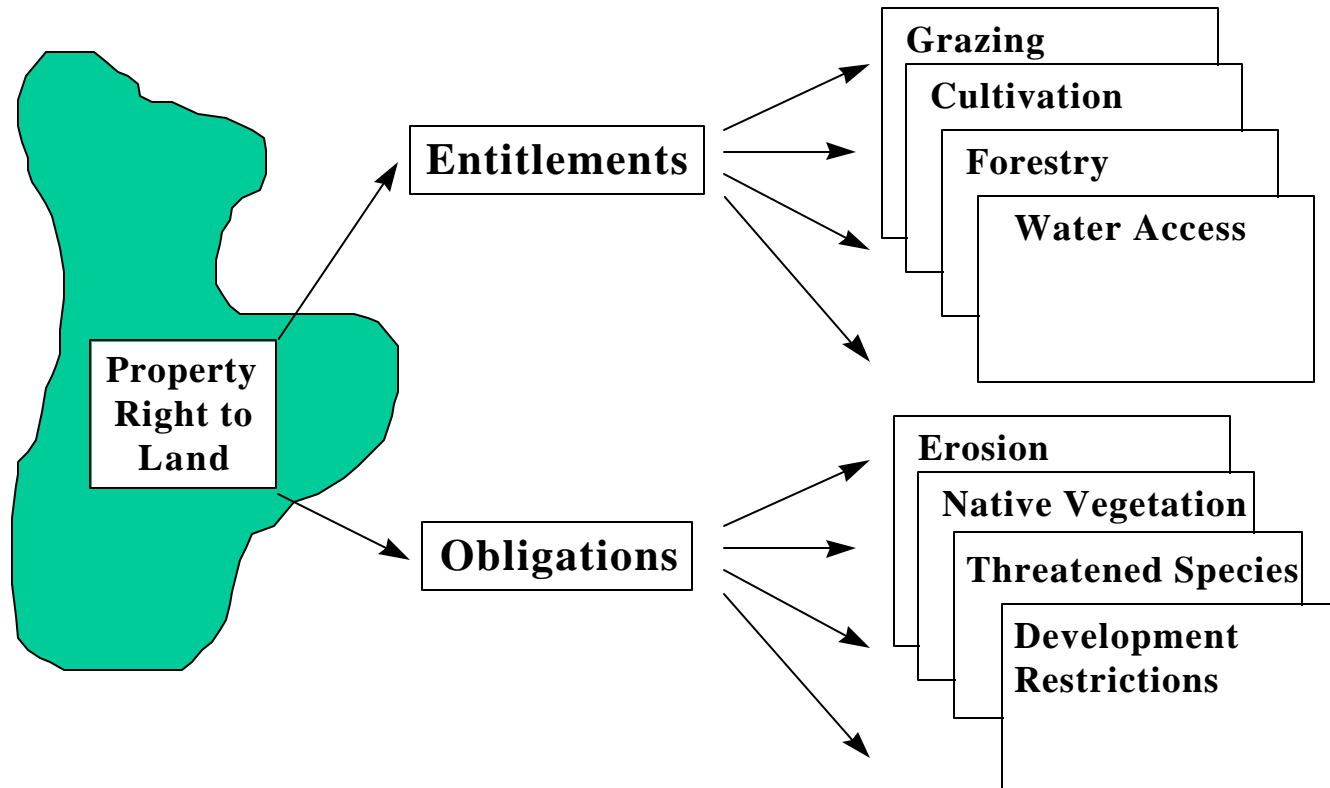 Property
Right to
Land
Entitlements
Grazing
Cultivation
Forestry
Water Access
Obligations
Erosion
Native Vegetation
Threatened Species
Development
Restrictions